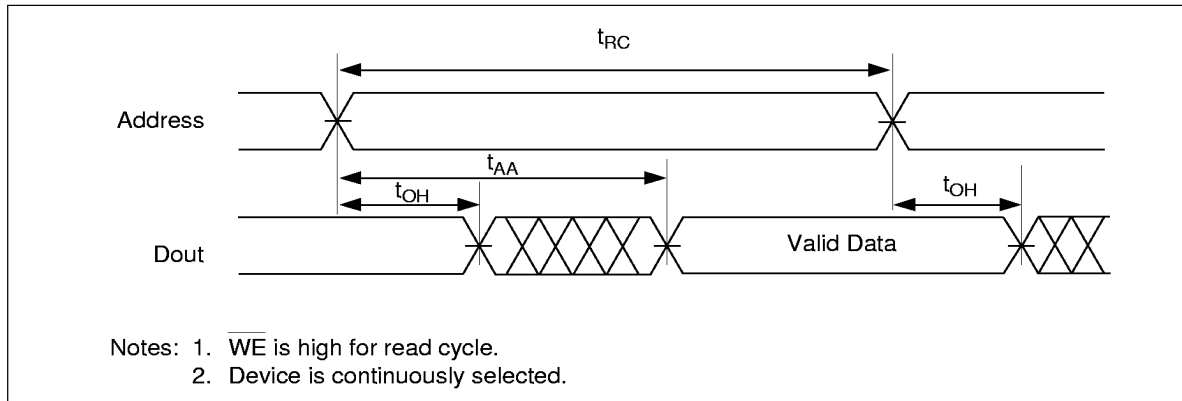 tRC
Address
tAA
tOH
tOH
Dout
Valid Data
Notes: 1. W̅E̅ is high for read cycle.
2. Device is continuously selected.